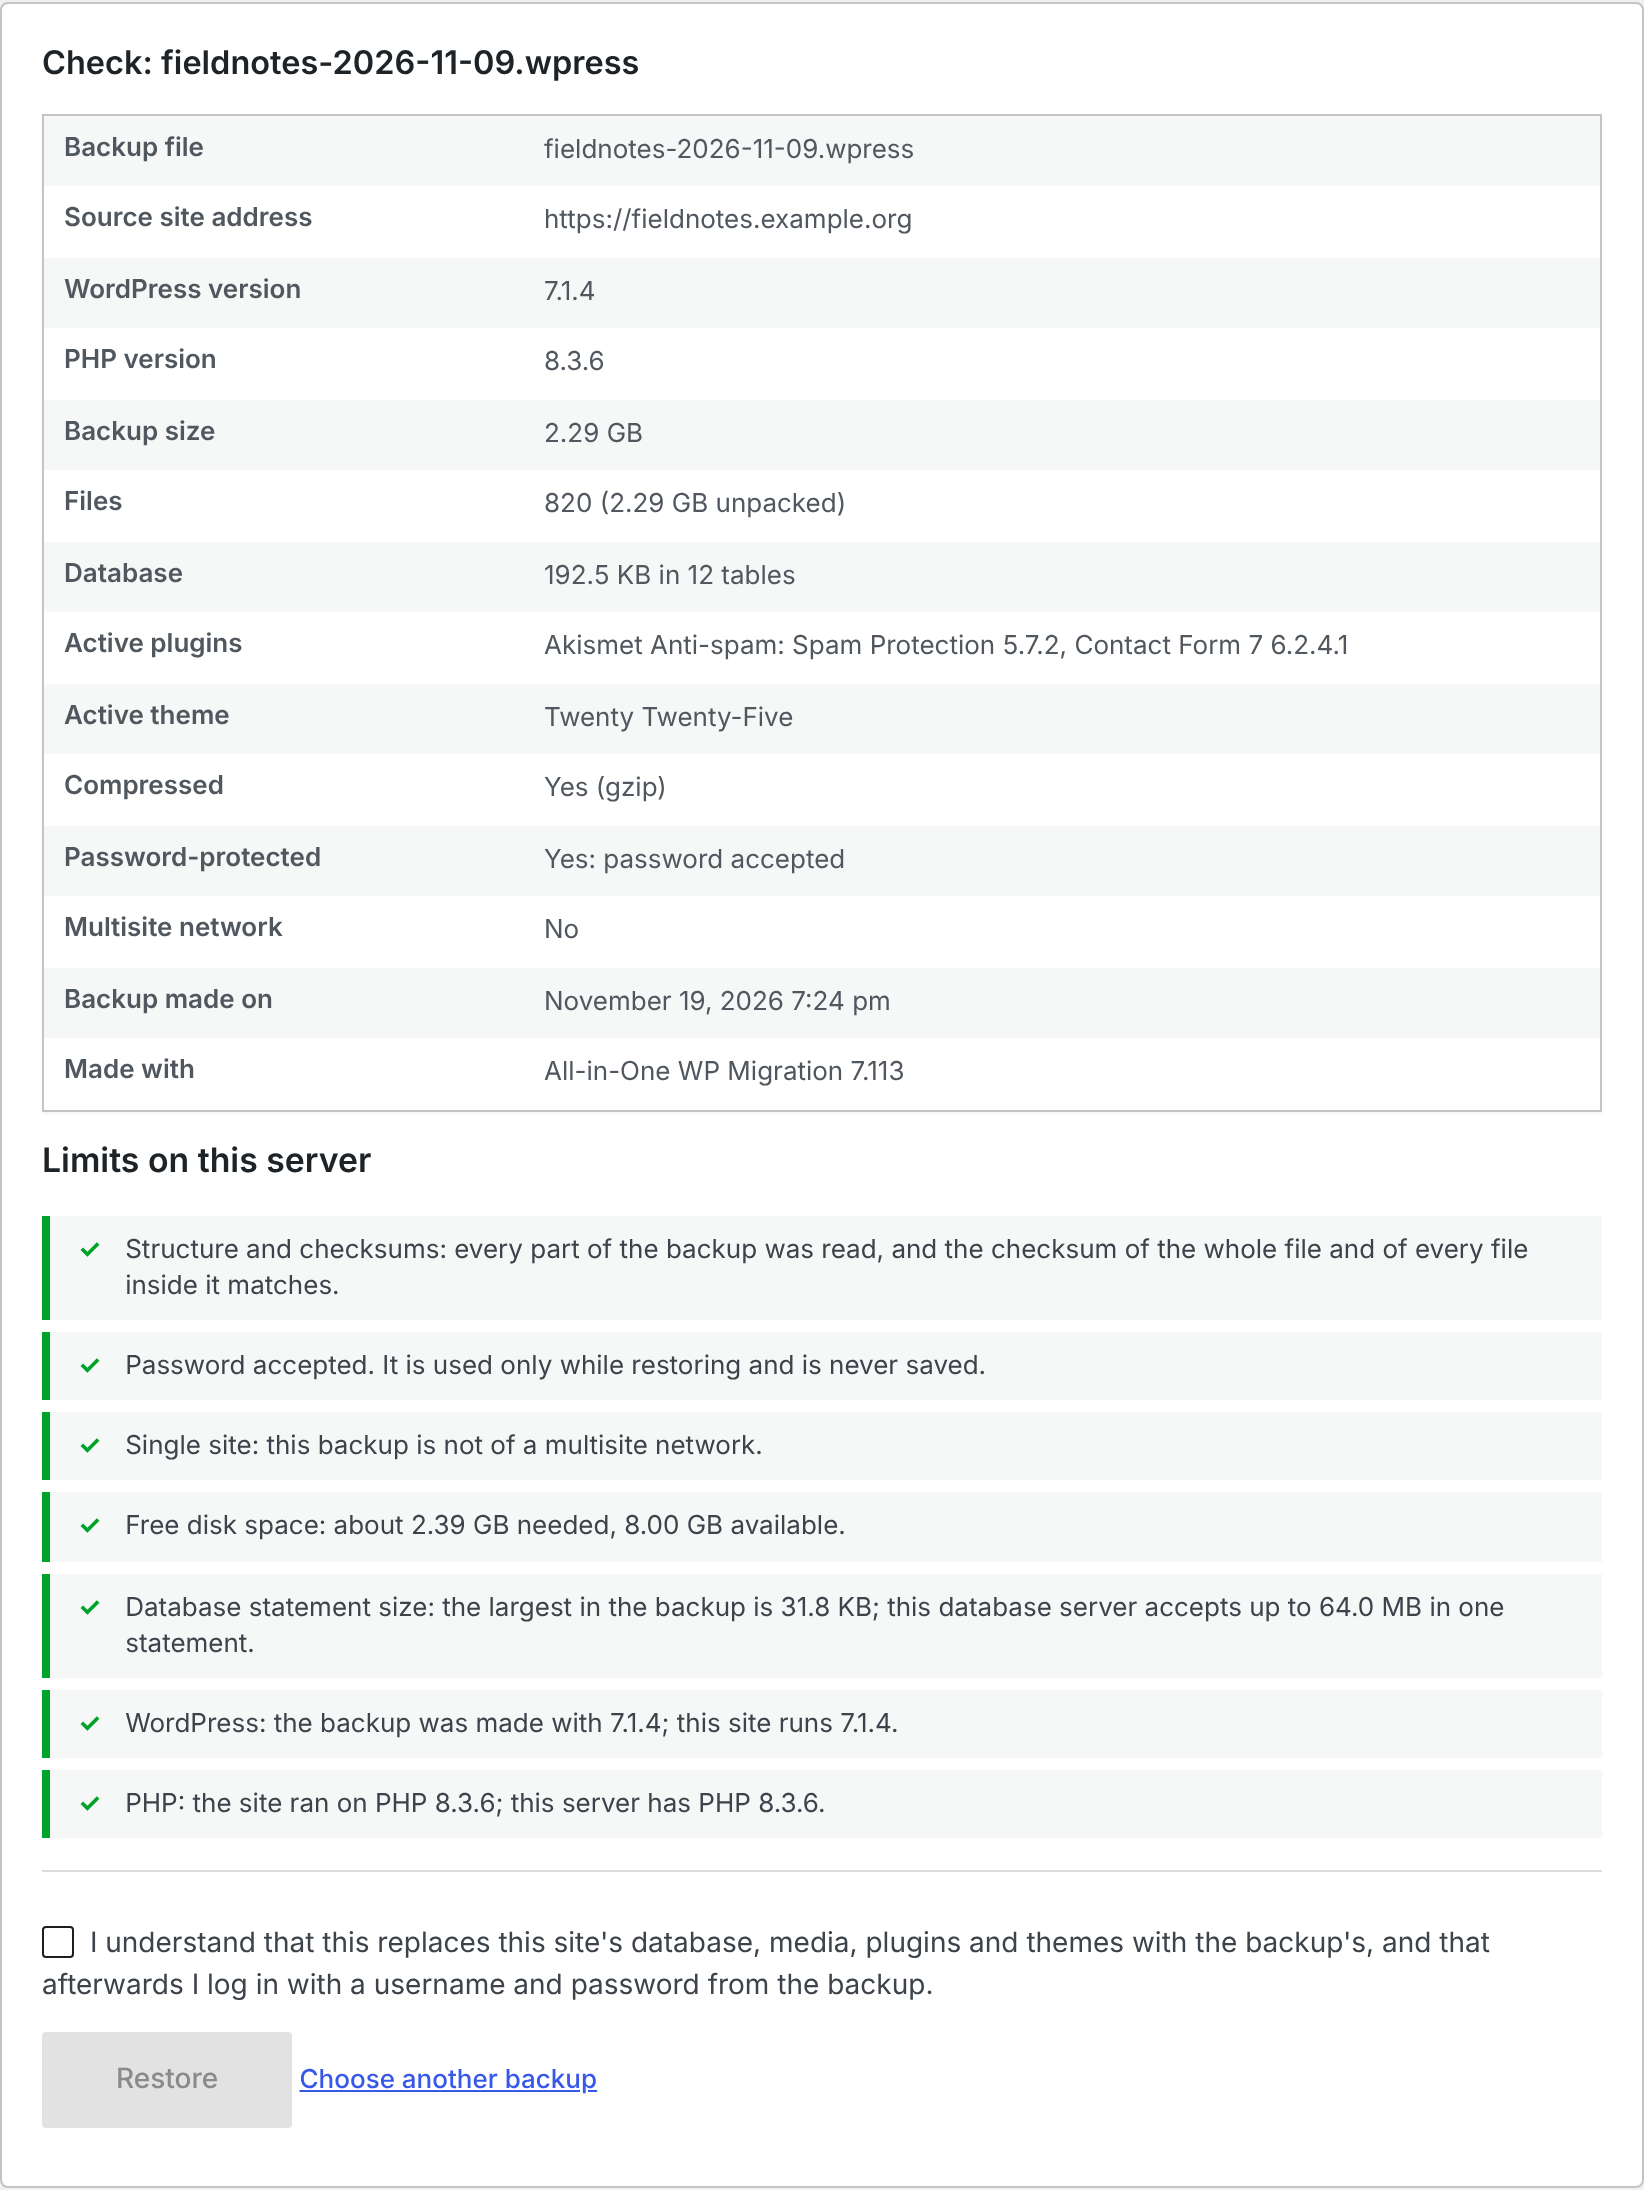 Check: fieldnotes-2026-11-09.wpress
Backup file fieldnotes-2026-11-09.wpress
Source site address https://fieldnotes.example.org
WordPress version 7.1.4
PHP version 8.3.6
Backup size 2.29 GB
Files 820 (2.29 GB unpacked)
Database 192.5 KB in 12 tables
Active plugins Akismet Anti-spam: Spam Protection 5.7.2, Contact Form 7 6.2.4.1
Active theme Twenty Twenty-Five
Compressed Yes (gzip)
Password-protected Yes: password accepted
Multisite network No
Backup made on November 19, 2026 7:24 pm
Made with All-in-One WP Migration 7.113
Limits on this server
Structure and checksums: every part of the backup was read, and the checksum of the whole file and of every file
inside it matches.
Password accepted. It is used only while restoring and is never saved.
Single site: this backup is not of a multisite network.
Free disk space: about 2.39 GB needed, 8.00 GB available.
Database statement size: the largest in the backup is 31.8 KB; this database server accepts up to 64.0 MB in one
statement.
WordPress: the backup was made with 7.1.4; this site runs 7.1.4.
PHP: the site ran on PHP 8.3.6; this server has PHP 8.3.6.
I understand that this replaces this site's database, media, plugins and themes with the backup's, and that
afterwards I log in with a username and password from the backup.
Restore Choose another backup